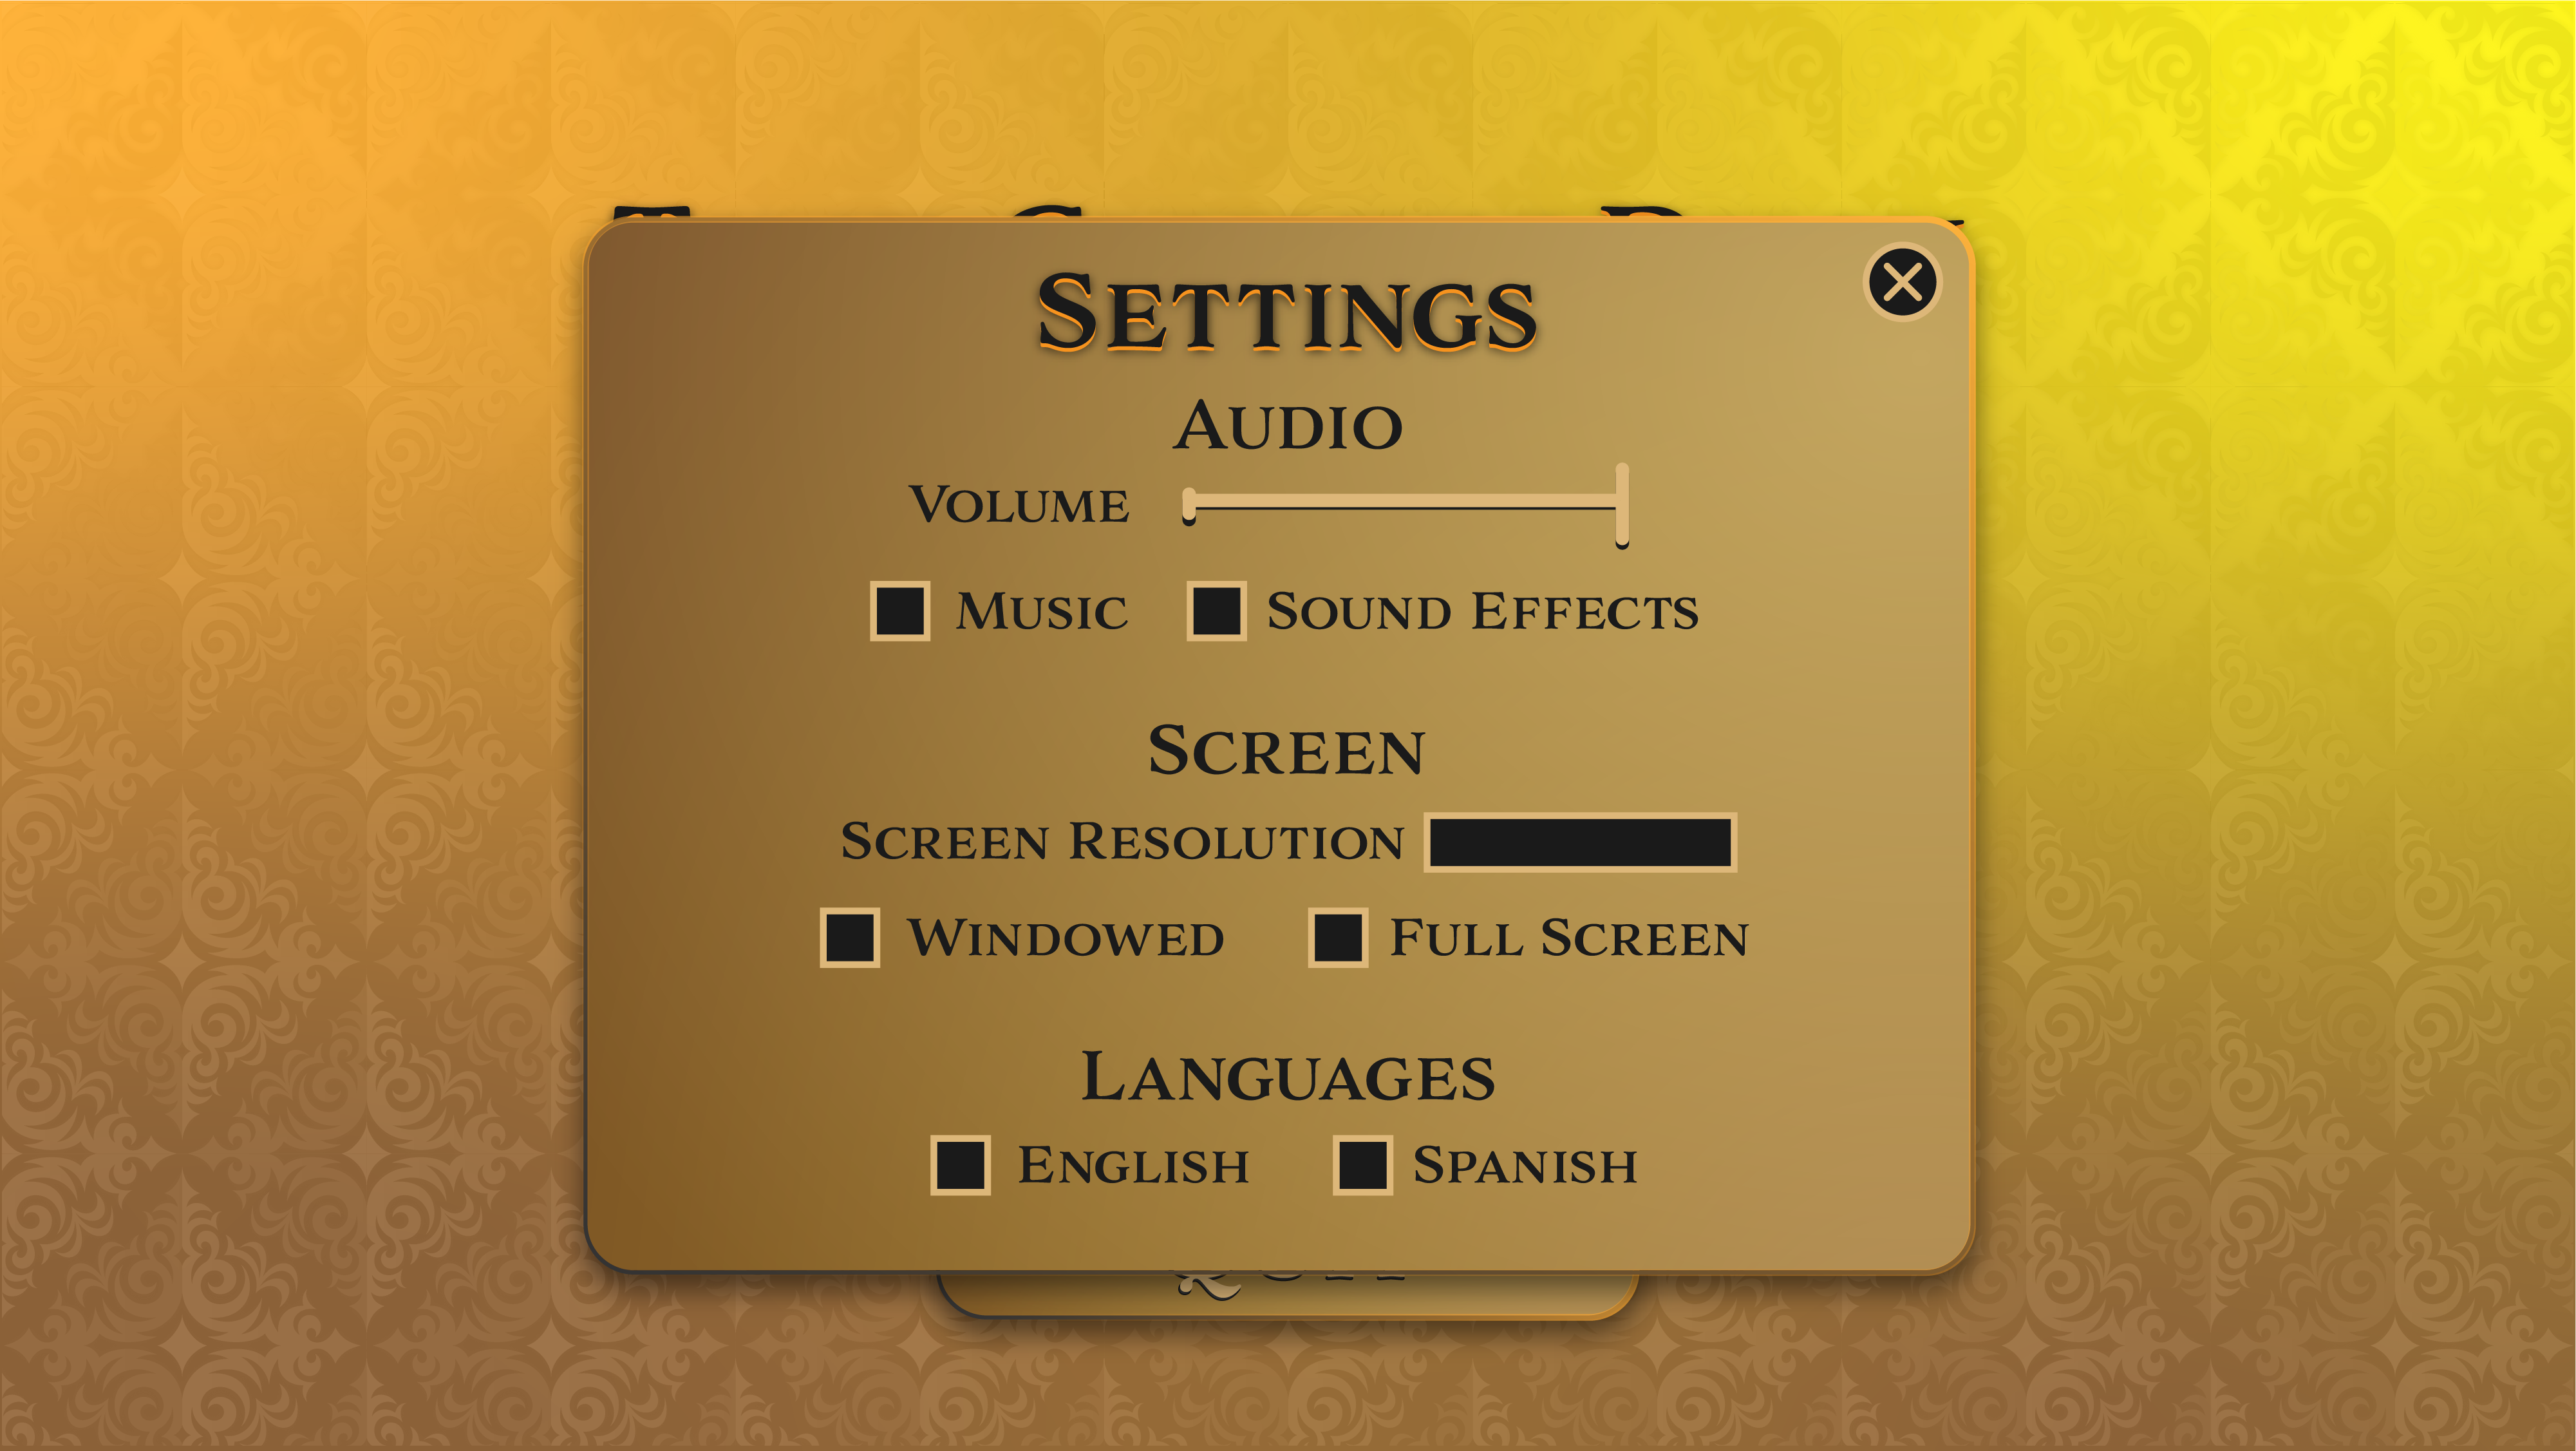 Settings
Audio
Volume
Music Sound Effects
Screen
Screen Resolution
Windowed Full Screen
Languages
English Spanish